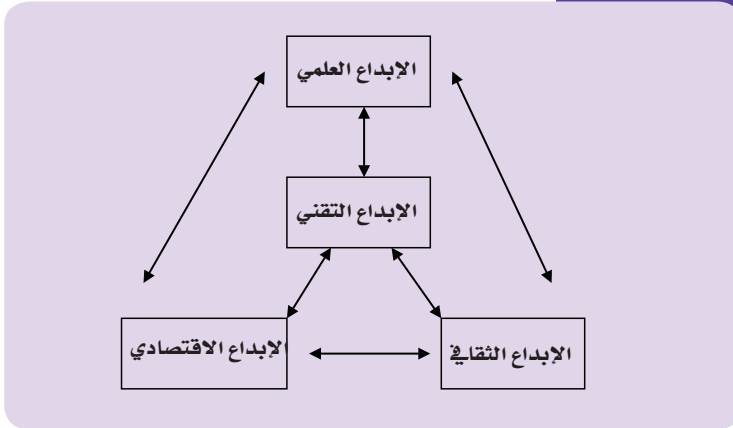 الإبداع العلمي
الإبداع التقني
الإبداع الثقافي
الإبداع الاقتصادي